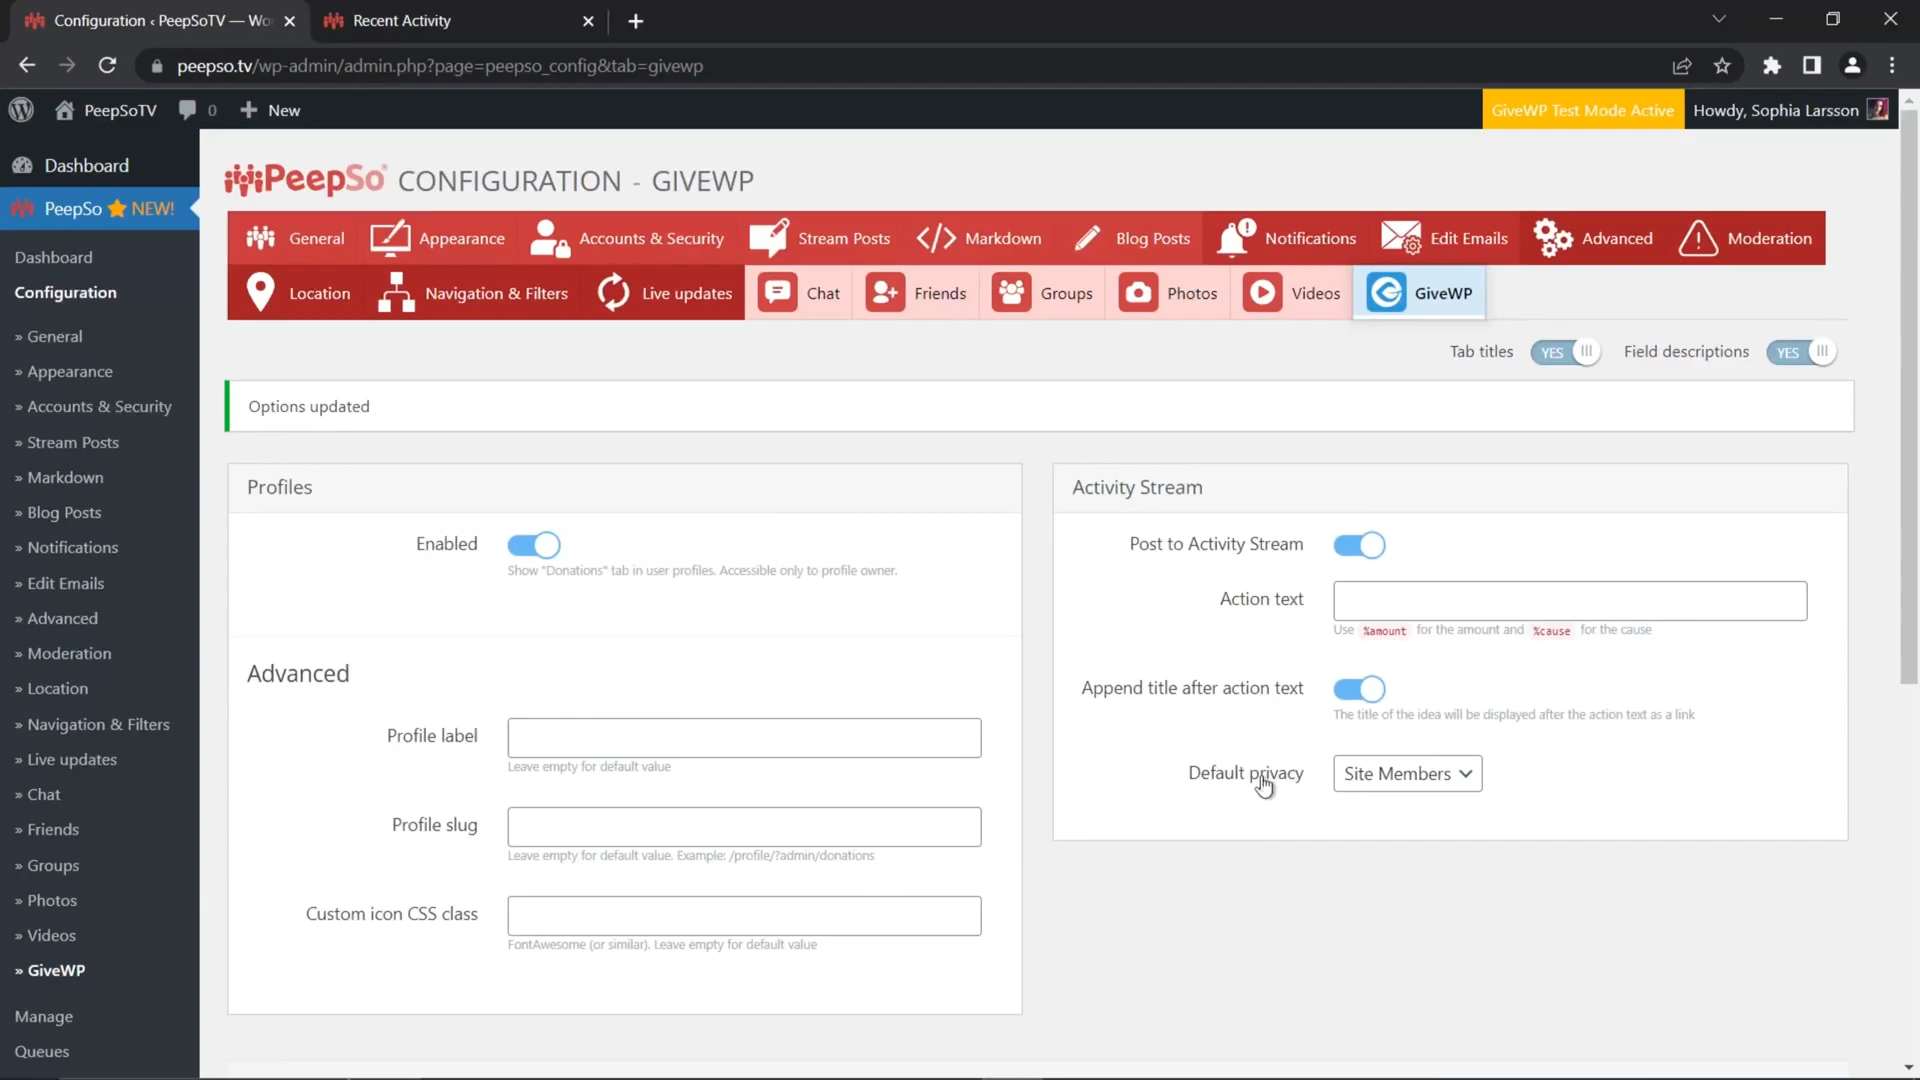 Configuration ‹ PeepSoTV — Wo
Recent Activity
peepso.tv/wp-admin/admin.php?page=peepso_config&tab=givewp
PeepSoTV
0
New
GiveWP Test Mode Active
Howdy, Sophia Larsson
Dashboard
PeepSo NEW!
Dashboard
Configuration
» General
» Appearance
» Accounts & Security
» Stream Posts
» Markdown
» Blog Posts
» Notifications
» Edit Emails
» Advanced
» Moderation
» Location
» Navigation & Filters
» Live updates
» Chat
» Friends
» Groups
» Photos
» Videos
» GiveWP
Manage
Queues
PeepSo® CONFIGURATION - GIVEWP
General
Appearance
Accounts & Security
Stream Posts
Markdown
Blog Posts
Notifications
Edit Emails
Advanced
Moderation
Location
Navigation & Filters
Live updates
Chat
Friends
Groups
Photos
Videos
GiveWP
Tab titles YES
Field descriptions YES
Options updated
Profiles
Enabled
Show "Donations" tab in user profiles. Accessible only to profile owner.
Advanced
Profile label
Leave empty for default value
Profile slug
Leave empty for default value. Example: /profile/?admin/donations
Custom icon CSS class
FontAwesome (or similar). Leave empty for default value
Activity Stream
Post to Activity Stream
Action text
Use %amount for the amount and %cause for the cause
Append title after action text
The title of the idea will be displayed after the action text as a link
Default privacy
Site Members